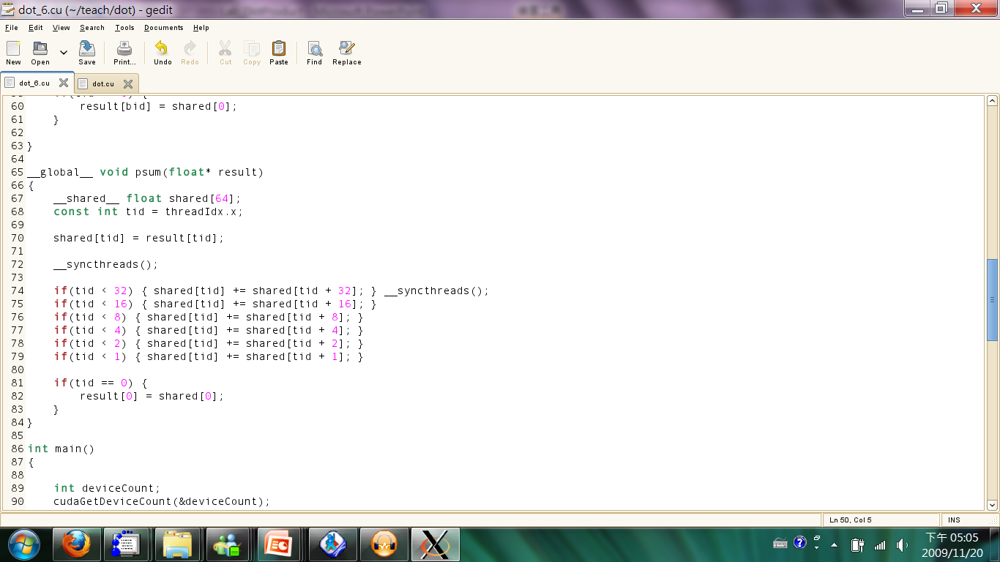 dot_6.cu (~/teach/dot) - gedit
File Edit View Search Tools Documents Help
New Open Save Print... Undo Redo Cut Copy Paste Find Replace
dot_6.cu dot.cu
60 result[bid] = shared[0];
61 }
62
63 }
64
65 __global__ void psum(float* result)
66 {
67 __shared__ float shared[64];
68 const int tid = threadIdx.x;
69
70 shared[tid] = result[tid];
71
72 __syncthreads();
73
74 if(tid < 32) { shared[tid] += shared[tid + 32]; } __syncthreads();
75 if(tid < 16) { shared[tid] += shared[tid + 16]; }
76 if(tid < 8) { shared[tid] += shared[tid + 8]; }
77 if(tid < 4) { shared[tid] += shared[tid + 4]; }
78 if(tid < 2) { shared[tid] += shared[tid + 2]; }
79 if(tid < 1) { shared[tid] += shared[tid + 1]; }
80
81 if(tid == 0) {
82 result[0] = shared[0];
83 }
84 }
85
86 int main()
87 {
88
89 int deviceCount;
90 cudaGetDeviceCount(&deviceCount);
Ln 50, Col 5 INS
下午 05:05
2009/11/20